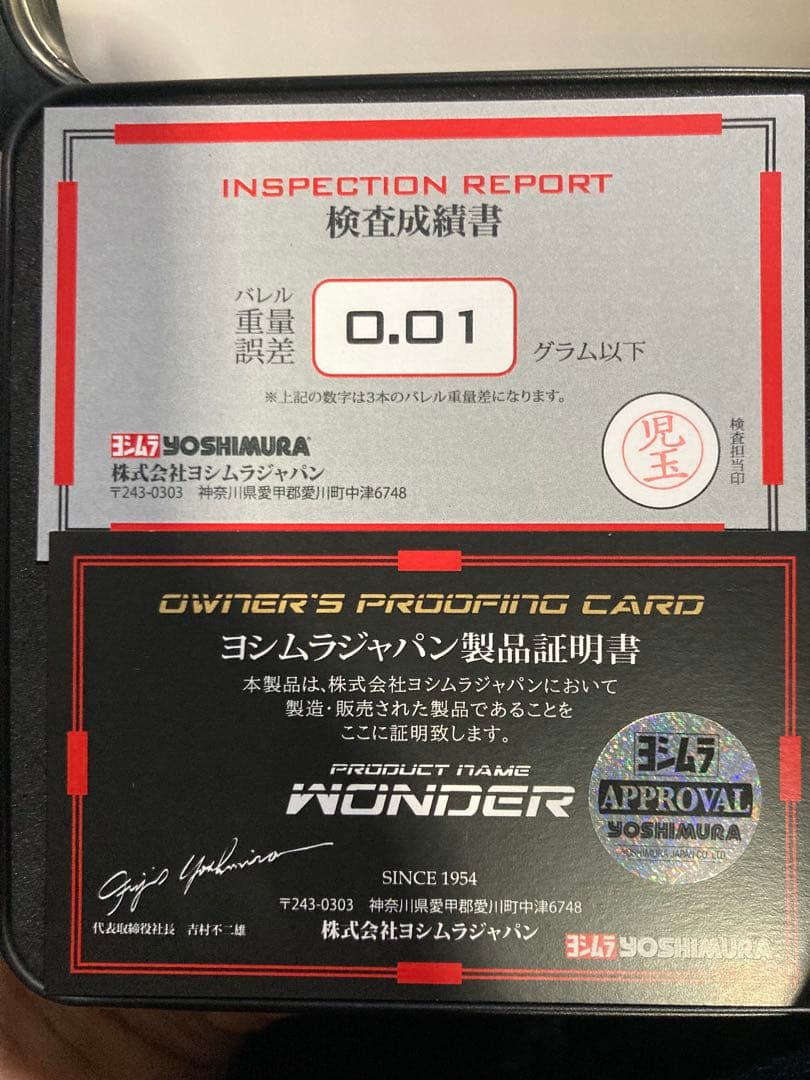 INSPECTION REPORT
検査成績書
バレル
重量
誤差
0.01
グラム以下
※上記の数字は3本のバレル重量差になります。
ヨシムラ YOSHIMURA
株式会社ヨシムラジャパン
〒243-0303 神奈川県愛甲郡愛川町中津6748
児玉
検査担当印
OWNER'S PROOFING CARD
ヨシムラジャパン製品証明書
本製品は、株式会社ヨシムラジャパンにおいて
製造・販売された製品であることを
ここに証明致します。
PRODUCT NAME
WONDER
ヨシムラ
APPROVAL
YOSHIMURA
YOSHIMURA JAPAN CO.,LTD.
Fujio Yoshimura
代表取締役社長 吉村不二雄
SINCE 1954
〒243-0303 神奈川県愛甲郡愛川町中津6748
株式会社ヨシムラジャパン
ヨシムラ YOSHIMURA